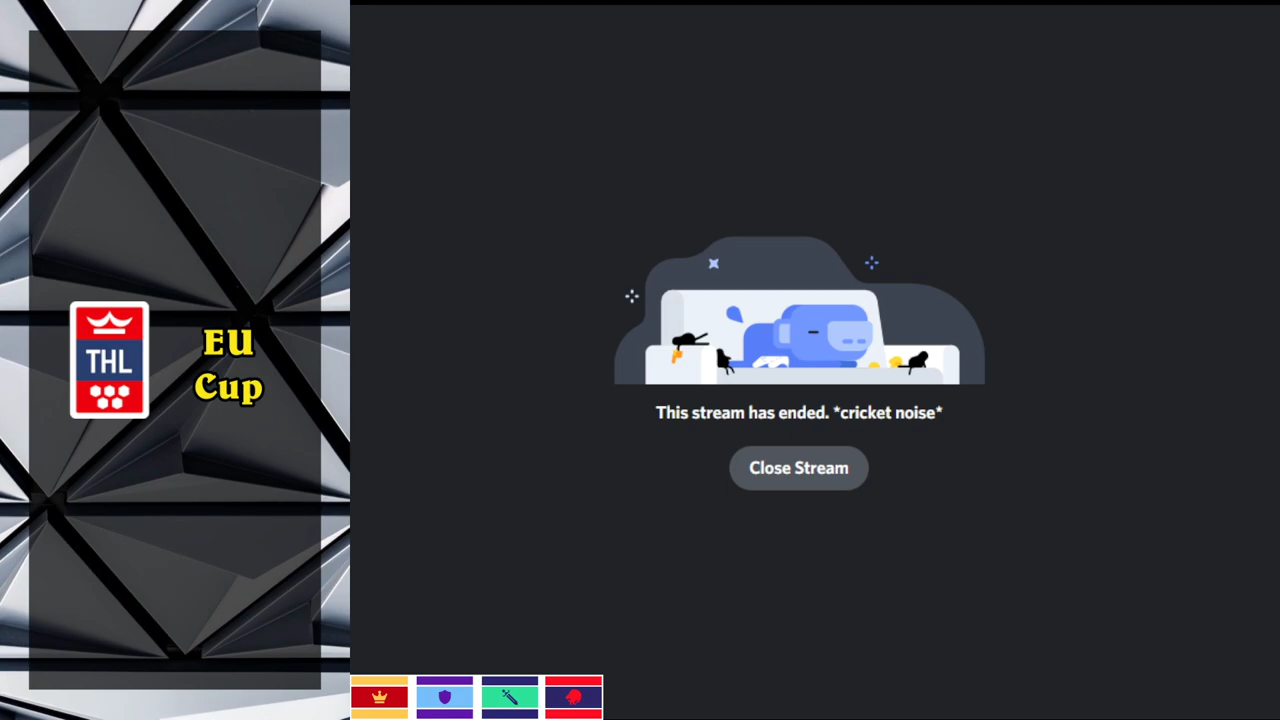 THL
EU
Cup
This stream has ended. *cricket noise*
Close Stream